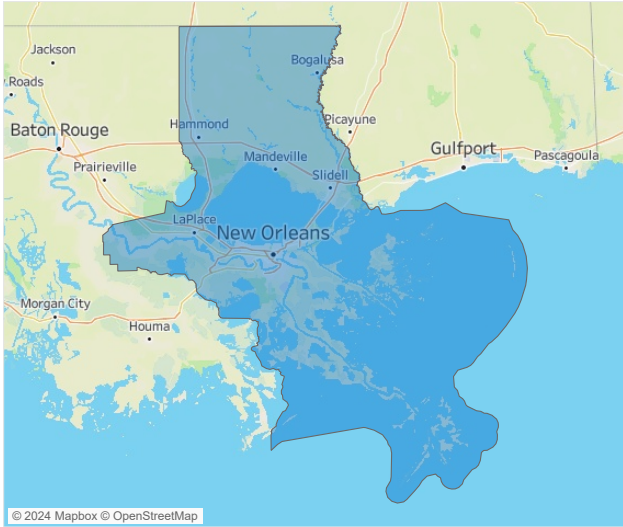 Jackson
Bogalusa
Roads
Hammond
Picayune
Baton Rouge
Gulfport
Mandeville
Pascagoula
Prairieville
Slidell
LaPlace
New Orleans
Morgan City
Houma
© 2024 Mapbox © OpenStreetMap